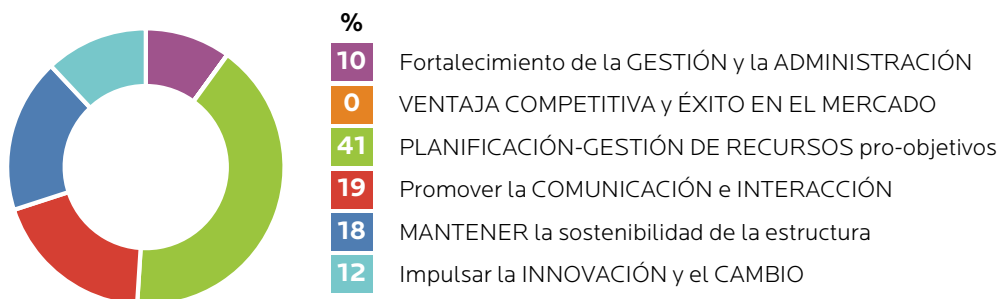 %
10 Fortalecimiento de la GESTIÓN y la ADMINISTRACIÓN
0 VENTAJA COMPETITIVA y ÉXITO EN EL MERCADO
41 PLANIFICACIÓN-GESTIÓN DE RECURSOS pro-objetivos
19 Promover la COMUNICACIÓN e INTERACCIÓN
18 MANTENER la sostenibilidad de la estructura
12 Impulsar la INNOVACIÓN y el CAMBIO